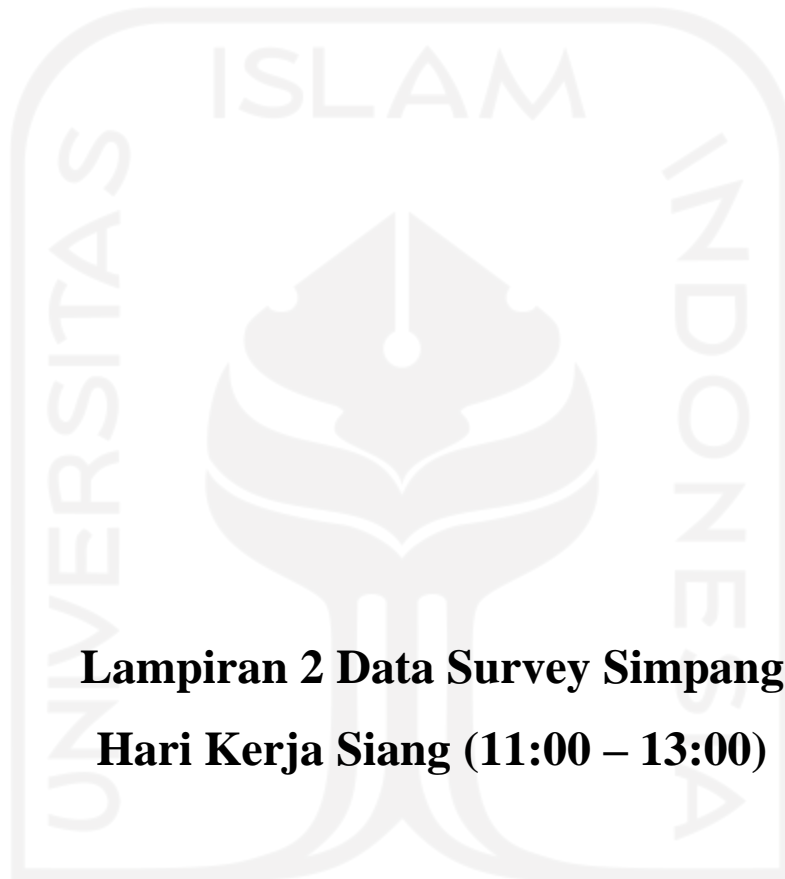 ISLAM
UNIVERSITAS
INDONESIA
Lampiran 2 Data Survey Simpang
Hari Kerja Siang (11:00 – 13:00)